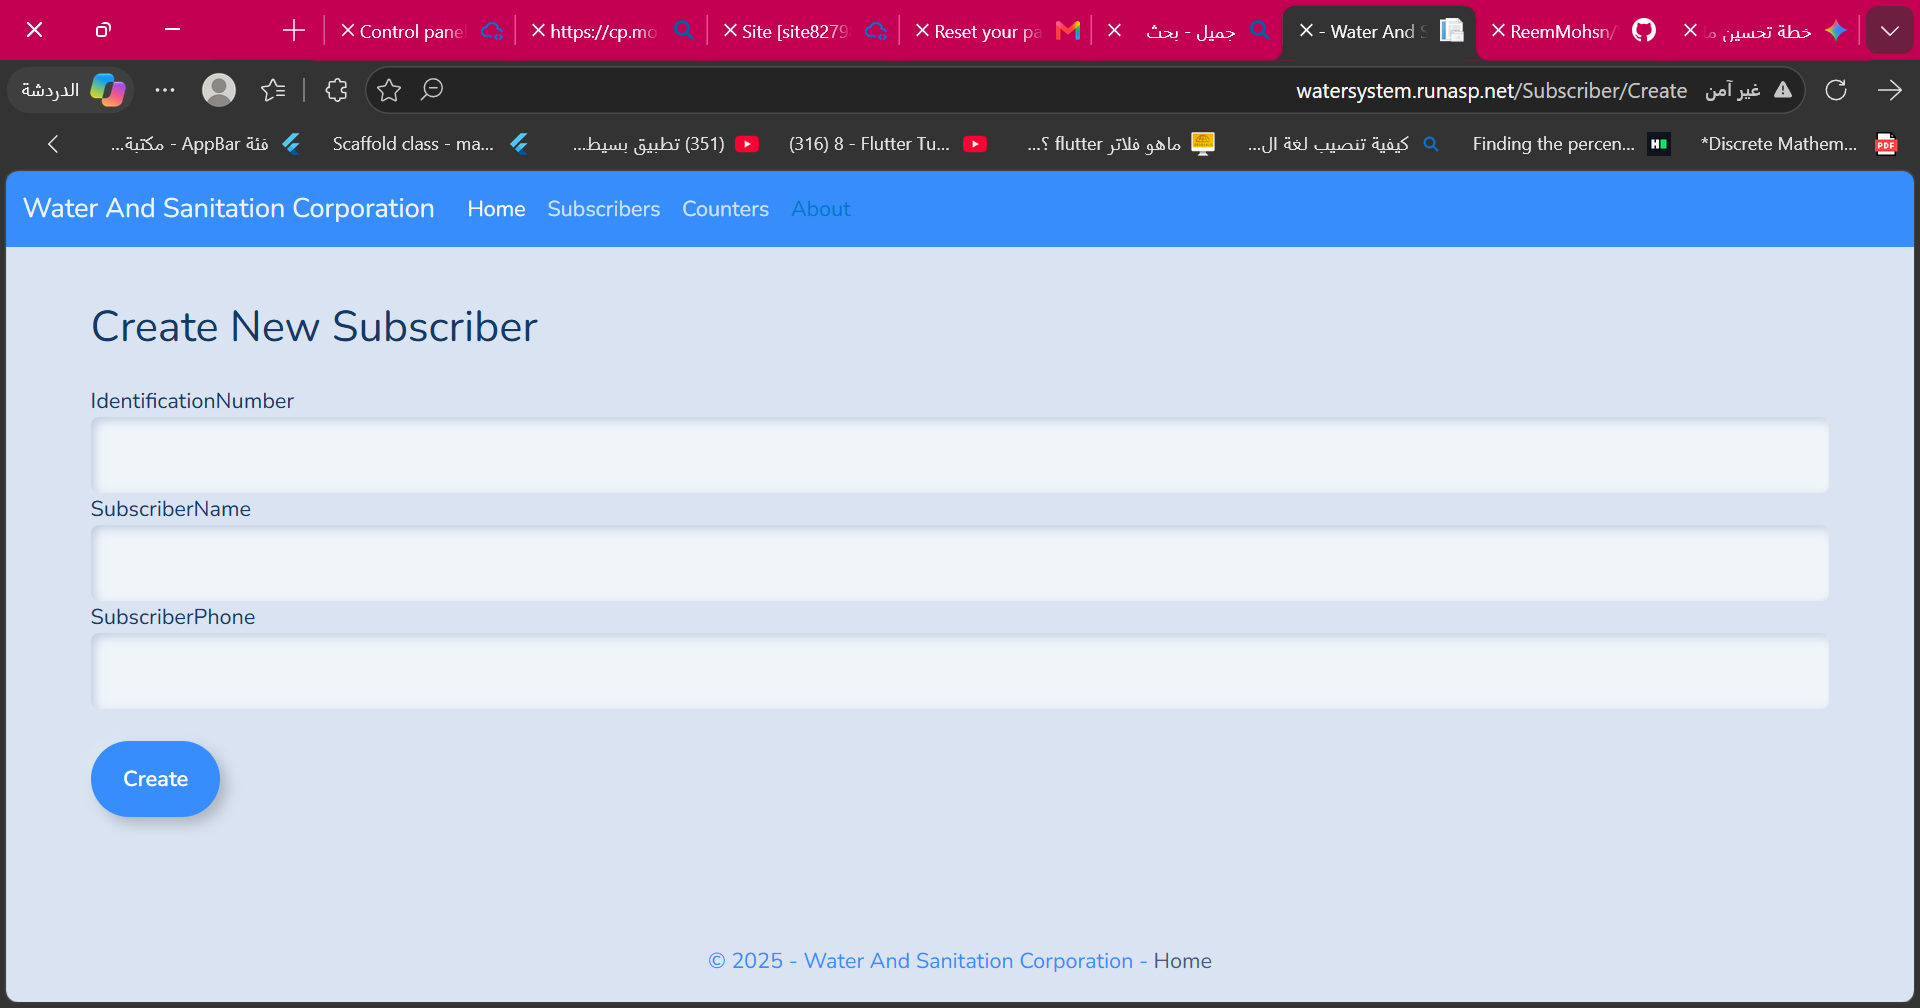 Control pane
https://cp.mo
Site [site8279
Reset your pa
جميل - بحث
- Water And S
ReemMohsn/
خطة تحسين ما
الدردشة
watersystem.runasp.net/Subscriber/Create
غير آمن
فئة AppBar - مكتبة...
Scaffold class - ma...
(351) تطبيق بسيط...
(316) 8 - Flutter Tu...
ماهو فلاتر flutter ؟...
كيفية تنصيب لغة ال...
Finding the percen...
*Discrete Mathem...
PDF
Water And Sanitation Corporation Home Subscribers Counters About
Create New Subscriber
IdentificationNumber
SubscriberName
SubscriberPhone
Create
© 2025 - Water And Sanitation Corporation - Home